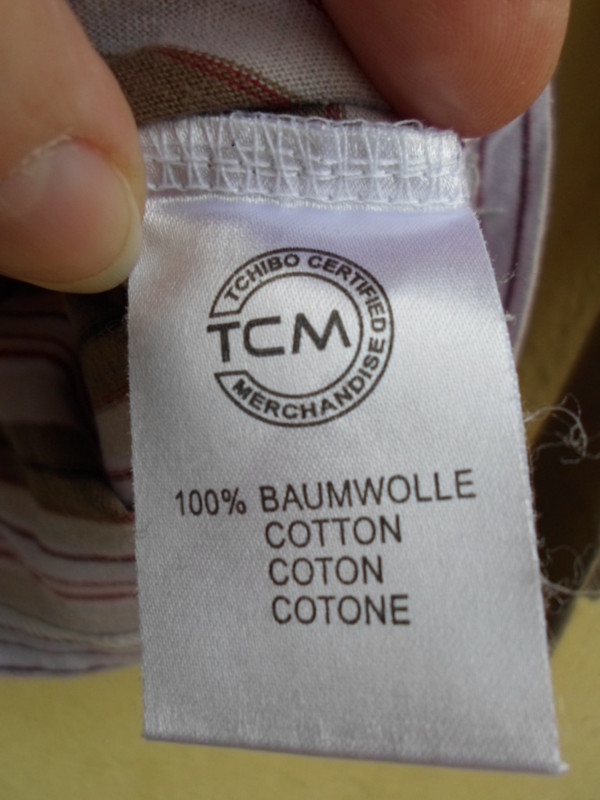 TCHIBO CERTIFIED
TCM
MERCHANDISE
100% BAUMWOLLE
COTTON
COTON
COTONE